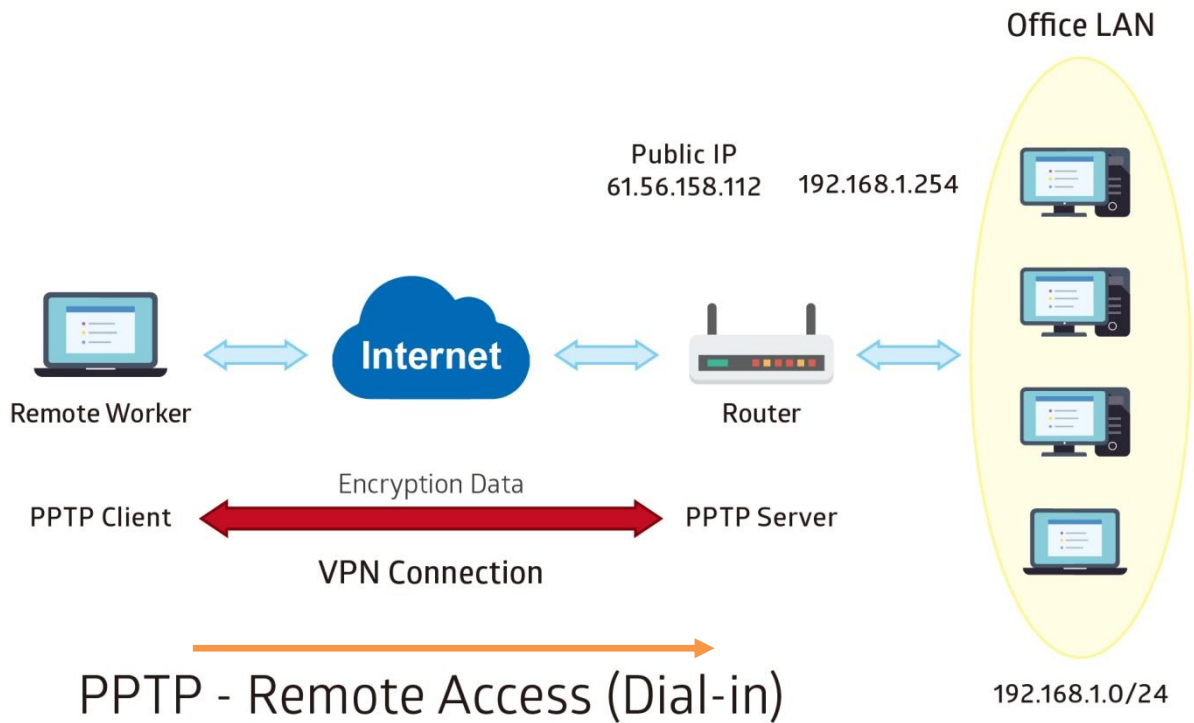 Office LAN
Public IP
61.56.158.112
192.168.1.254
Internet
Remote Worker
Router
Encryption Data
PPTP Client
PPTP Server
VPN Connection
PPTP - Remote Access (Dial-in)
192.168.1.0/24